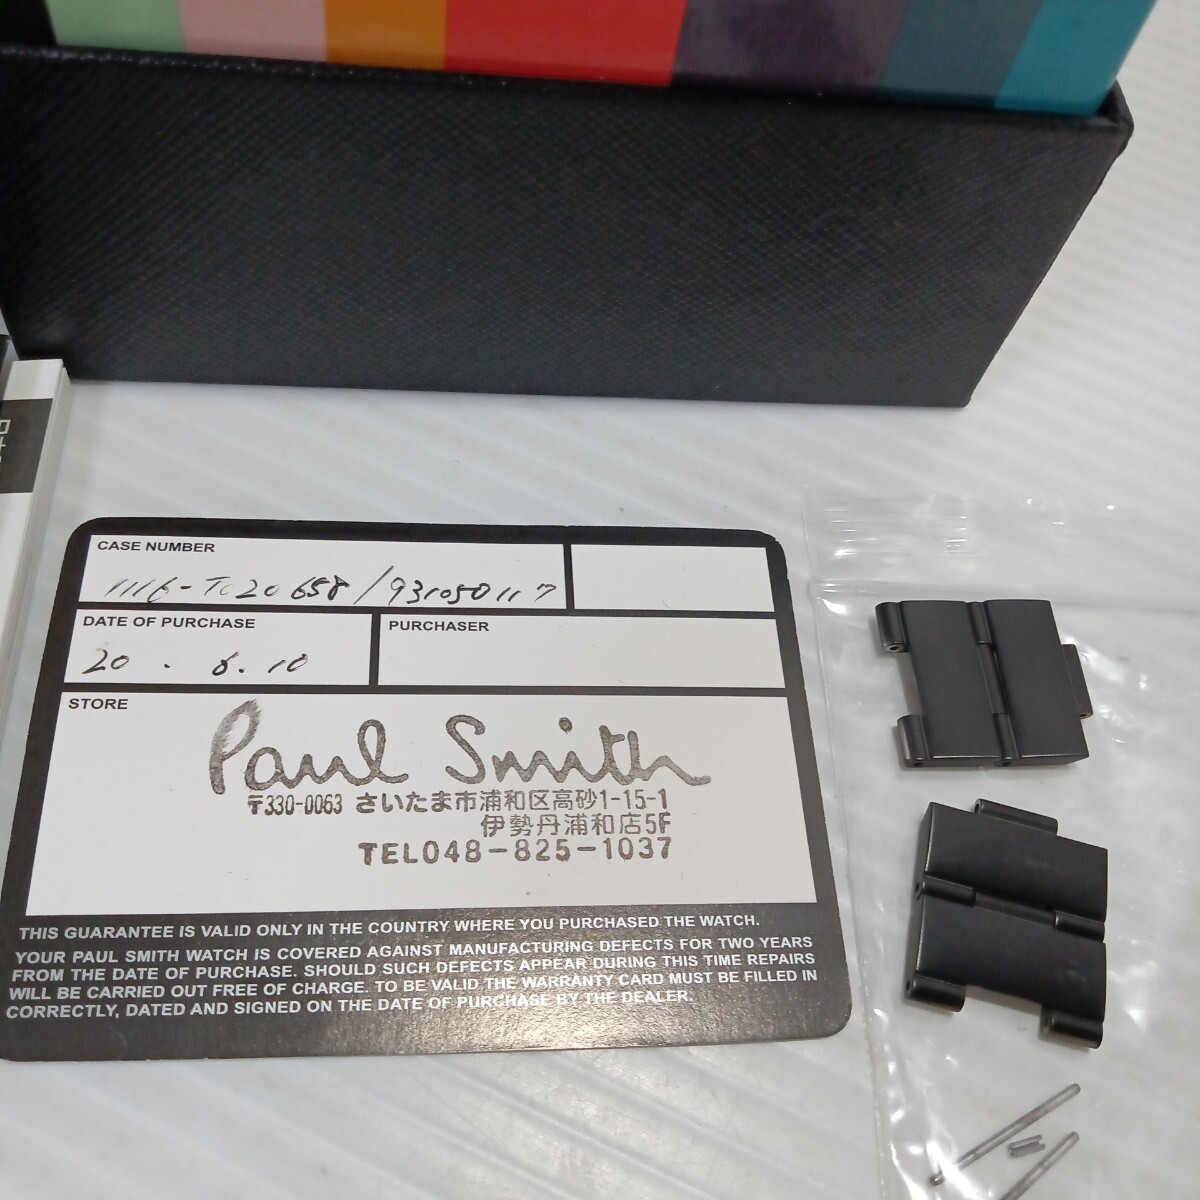 CASE NUMBER
1116-T020658/931050117
DATE OF PURCHASE
20 . 6. 10
PURCHASER
STORE
Paul Smith
〒330-0063 さいたま市浦和区高砂1-15-1
伊勢丹浦和店5F
TEL048-825-1037
THIS GUARANTEE IS VALID ONLY IN THE COUNTRY WHERE YOU PURCHASED THE WATCH.
YOUR PAUL SMITH WATCH IS COVERED AGAINST MANUFACTURING DEFECTS FOR TWO YEARS
FROM THE DATE OF PURCHASE. SHOULD SUCH DEFECTS APPEAR DURING THIS TIME REPAIRS
WILL BE CARRIED OUT FREE OF CHARGE. TO BE VALID THE WARRANTY CARD MUST BE FILLED IN
CORRECTLY, DATED AND SIGNED ON THE DATE OF PURCHASE BY THE DEALER.